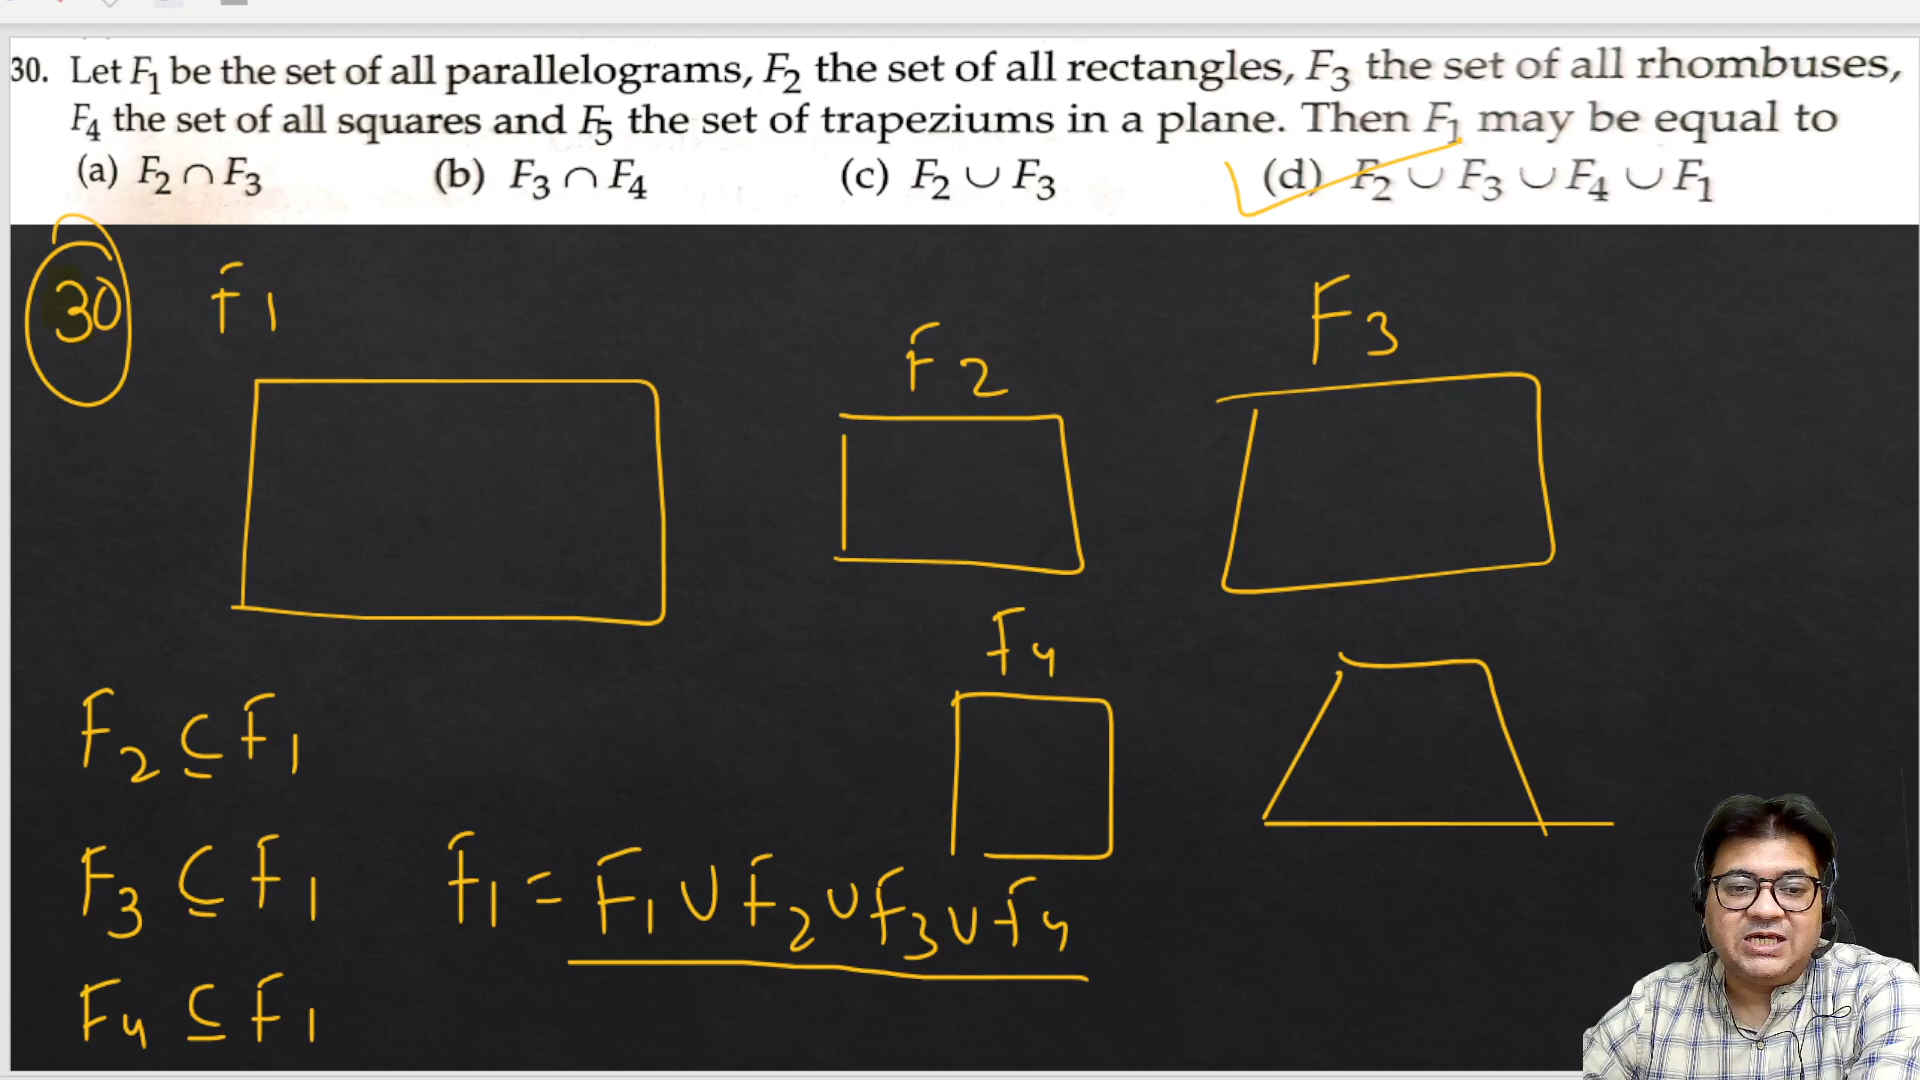 30. Let F₁ be the set of all parallelograms, F₂ the set of all rectangles, F₃ the set of all rhombuses,
F₄ the set of all squares and F₅ the set of trapeziums in a plane. Then F₁ may be equal to
(a) F₂ ∩ F₃ (b) F₃ ∩ F₄ (c) F₂ ∪ F₃ (d) F₂ ∪ F₃ ∪ F₄ ∪ F₁
30 F1
F2
F3
F4
F2 ⊆ F1
F3 ⊆ F1
F1 = F1 ∪ F2 ∪ F3 ∪ F4
F4 ⊆ F1